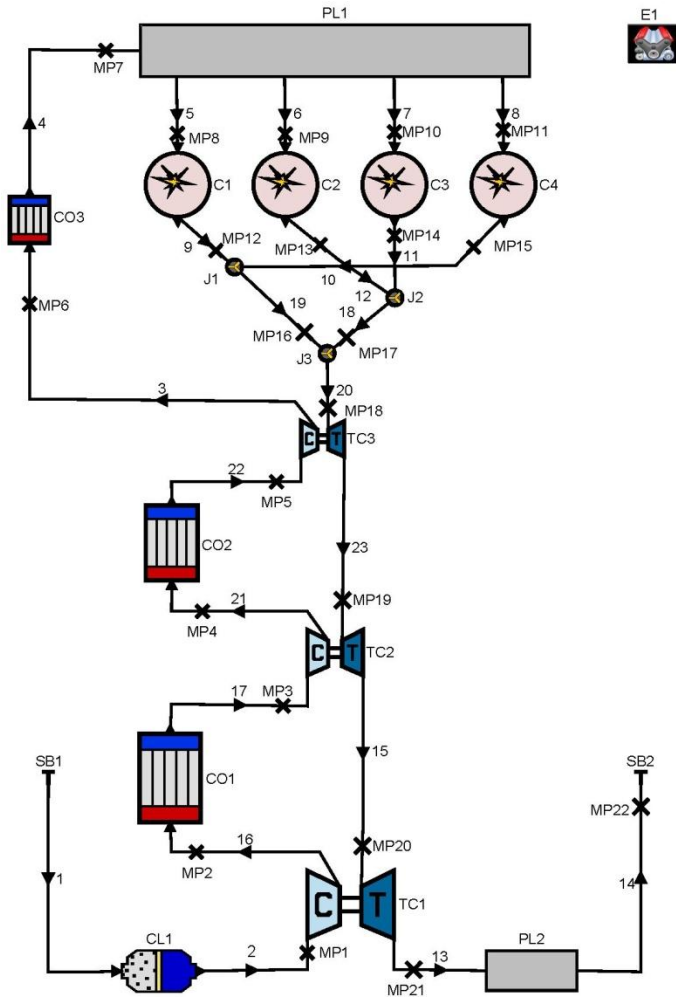 PL1
E1
MP7
5
6
7
8
4
MP8
MP9
MP10
MP11
C1
C2
C3
C4
CO3
9
MP12
MP13
MP14
MP15
11
J1
10
12
J2
MP6
19
18
MP16
MP17
J3
3
20
MP18
C
T
TC3
22
MP5
CO2
23
21
MP19
MP4
C
T
TC2
17
MP3
SB1
15
SB2
CO1
MP22
16
MP20
MP2
1
14
C
T
TC1
CL1
2
MP1
13
PL2
MP21